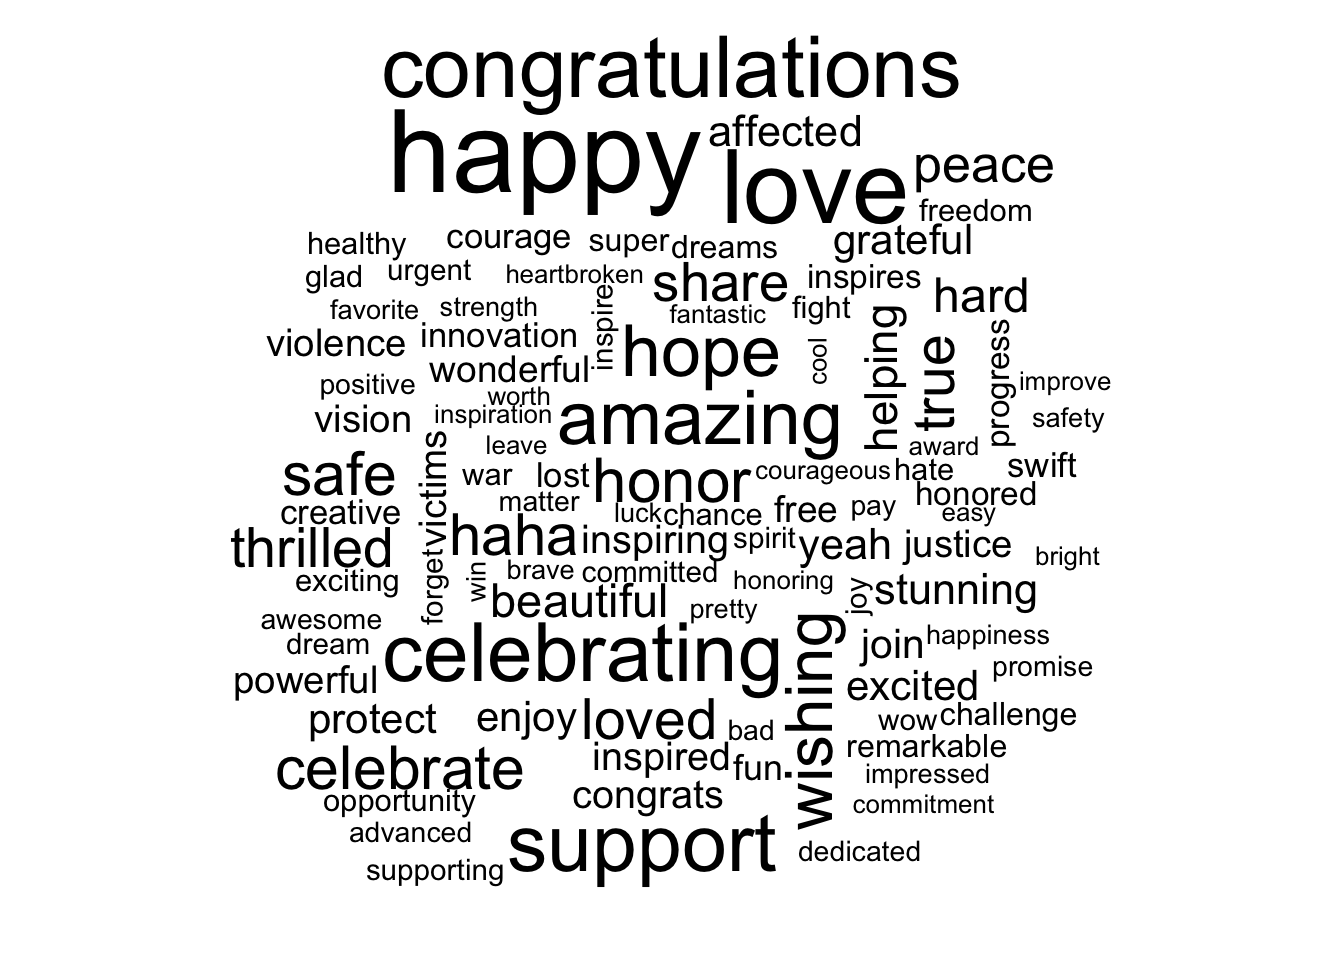 congratulations
happy
affected
love
peace
freedom
healthy
courage
super
dreams
grateful
glad
urgent
heartbroken
share
inspires
hard
favorite
strength
inspire
fantastic
fight
violence
innovation
hope
cool
helping
true
progress
wonderful
positive
worth
improve
vision
inspiration
amazing
safety
leave
award
safe
victims
war
lost
honor
courageous
hate
swift
creative
matter
luck
chance
free
pay
honored
easy
thrilled
haha
inspiring
spirit
yeah
justice
bright
exciting
forget
win
brave
committed
honoring
joy
stunning
awesome
beautiful
pretty
dream
celebrating
wishing
join
happiness
powerful
promise
excited
protect
enjoy
loved
bad
wow
challenge
celebrate
inspired
fun
remarkable
impressed
opportunity
congrats
commitment
advanced
support
dedicated
supporting